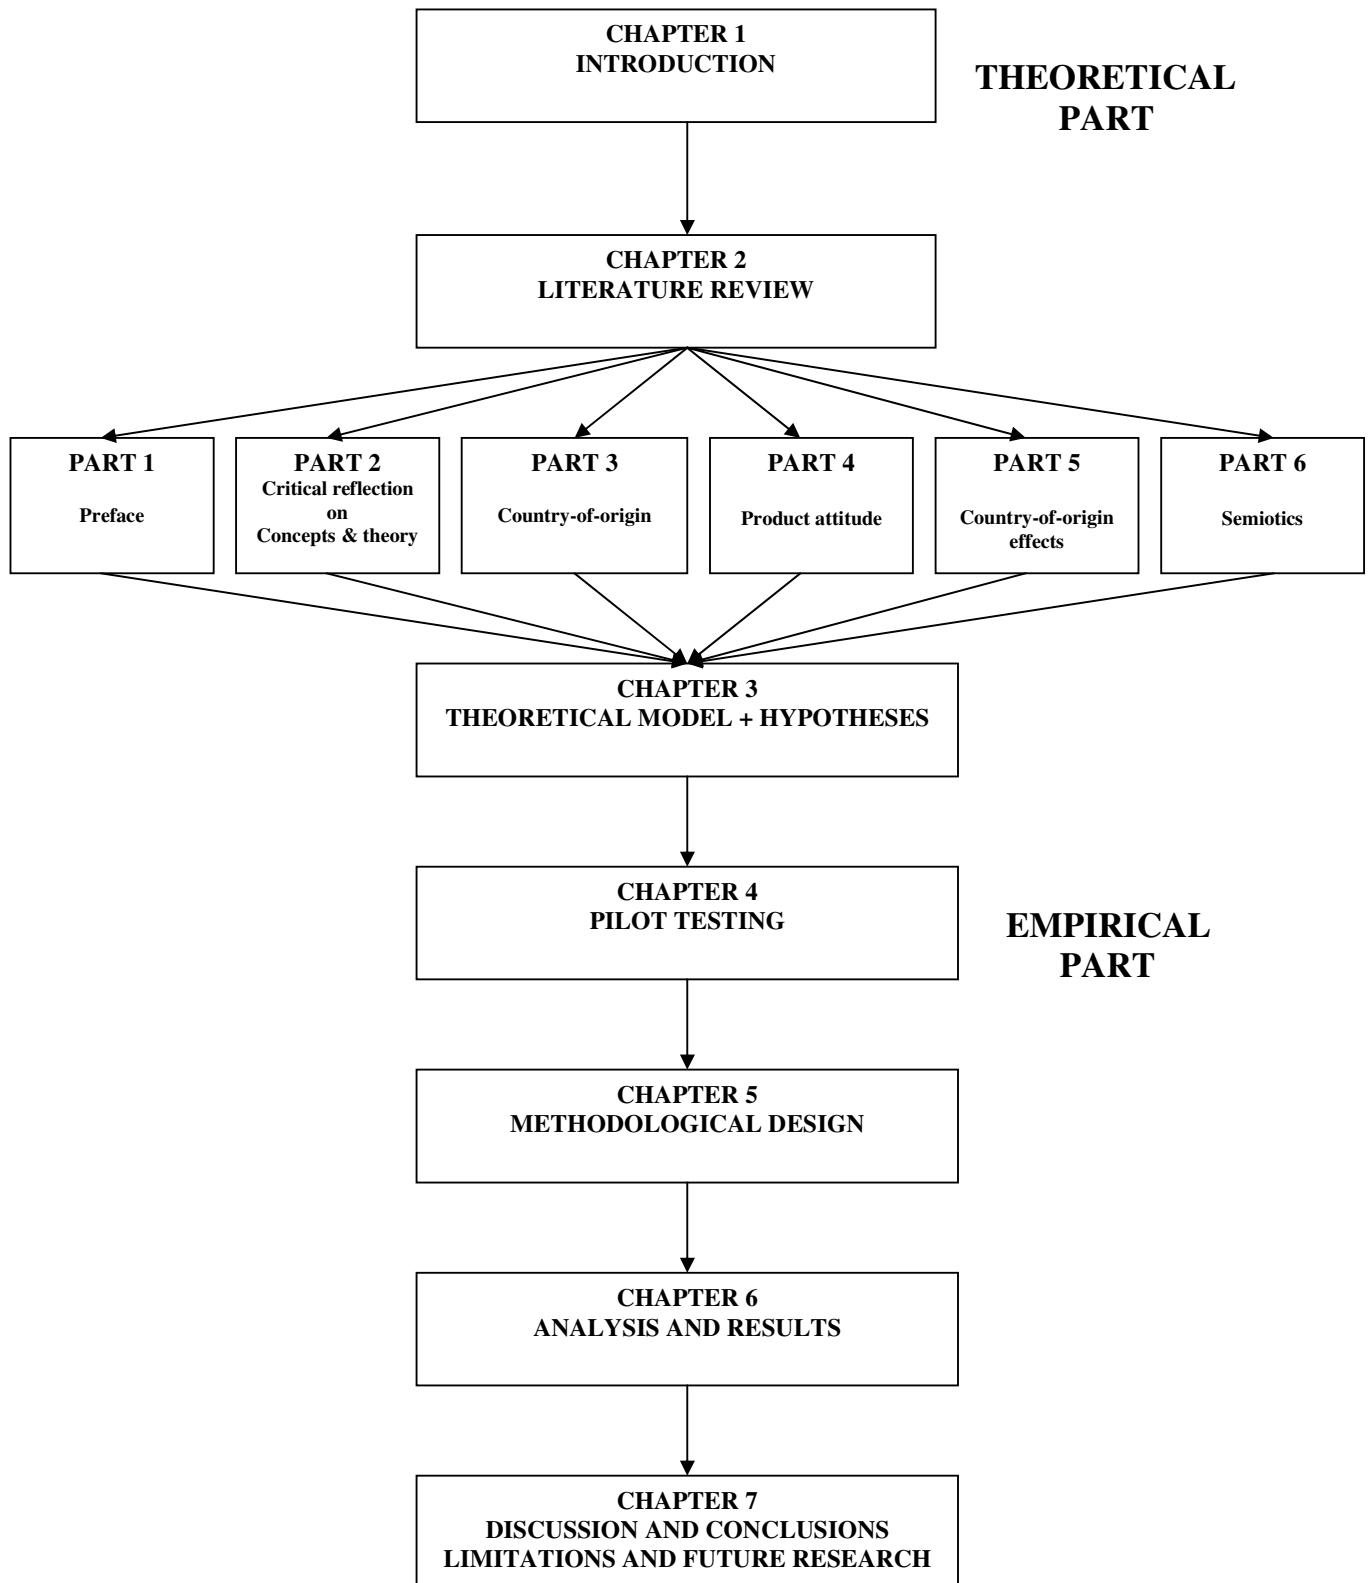 CHAPTER 1
INTRODUCTION
THEORETICAL
PART
CHAPTER 2
LITERATURE REVIEW
PART 1
Preface
PART 2
Critical reflection
on
Concepts & theory
PART 3
Country-of-origin
PART 4
Product attitude
PART 5
Country-of-origin
effects
PART 6
Semiotics
CHAPTER 3
THEORETICAL MODEL + HYPOTHESES
CHAPTER 4
PILOT TESTING
EMPIRICAL
PART
CHAPTER 5
METHODOLOGICAL DESIGN
CHAPTER 6
ANALYSIS AND RESULTS
CHAPTER 7
DISCUSSION AND CONCLUSIONS
LIMITATIONS AND FUTURE RESEARCH